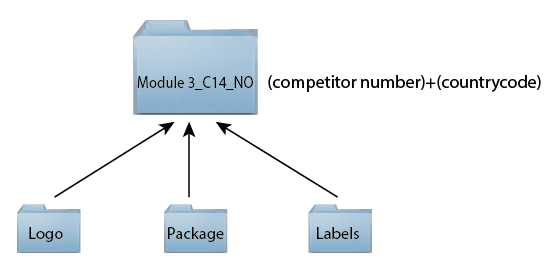 Module 3_C14_NO (competitor number)+(countrycode)
Logo Package Labels